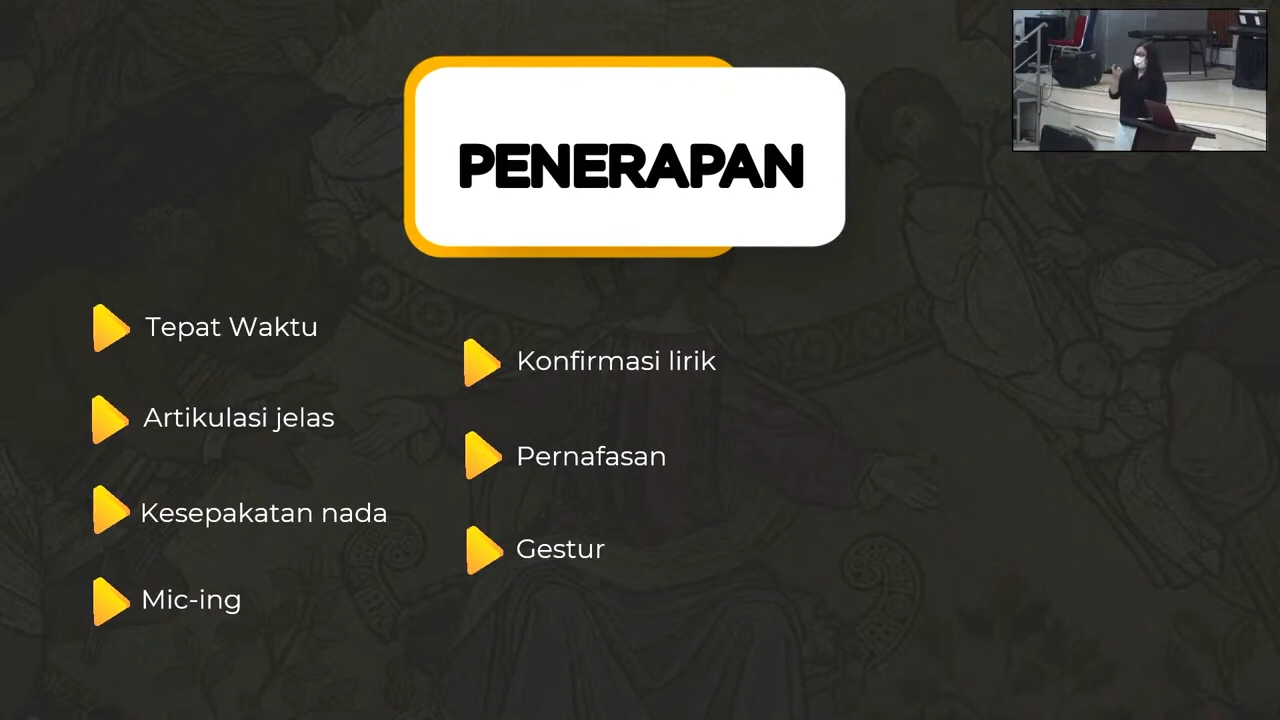 PENERAPAN
Tepat Waktu
Artikulasi jelas
Kesepakatan nada
Mic-ing
Konfirmasi lirik
Pernafasan
Gestur